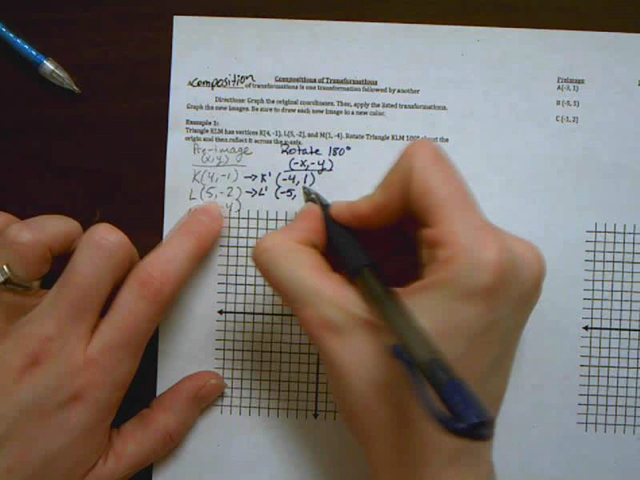 Compositions of Transformations
A composition of transformations is one transformation followed by another
Directions: Graph the original coordinates. Then, apply the listed transformations.
Graph the new images. Be sure to draw each new image in a new color.
Example 1:
Triangle KLM has vertices K(4, -1), L(5, -2), and M(1, -4). Rotate Triangle KLM 180° about the
origin and then reflect it across the
Pre-image Rotate 180°
(x,y) (-x,-y)
K(4,-1) → K' (-4, 1)
L(5,-2) → L' (-5,
Preimage
A(-3, 1)
B (-5, 1)
C (-1, 2)